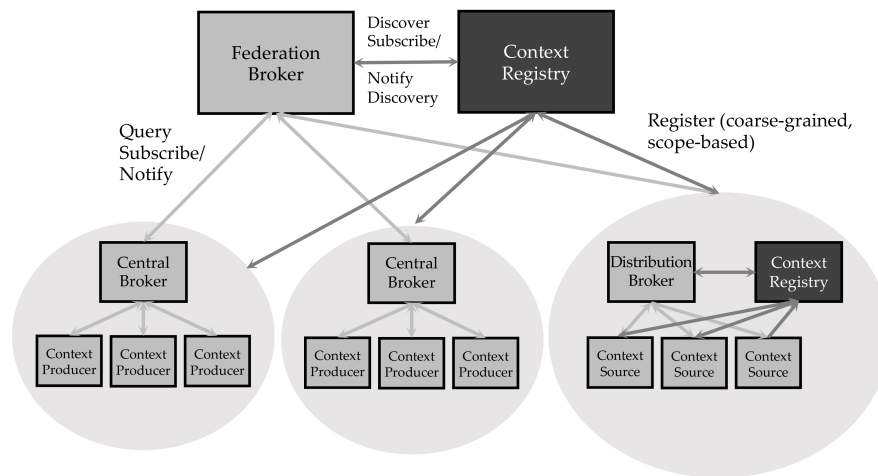 Federation
Broker
Discover
Subscribe/
Notify
Discovery
Context
Registry
Query
Subscribe/
Notify
Register (coarse-grained,
scope-based)
Central
Broker
Context
Producer
Context
Producer
Context
Producer
Central
Broker
Context
Producer
Context
Producer
Context
Producer
Distribution
Broker
Context
Registry
Context
Source
Context
Source
Context
Source